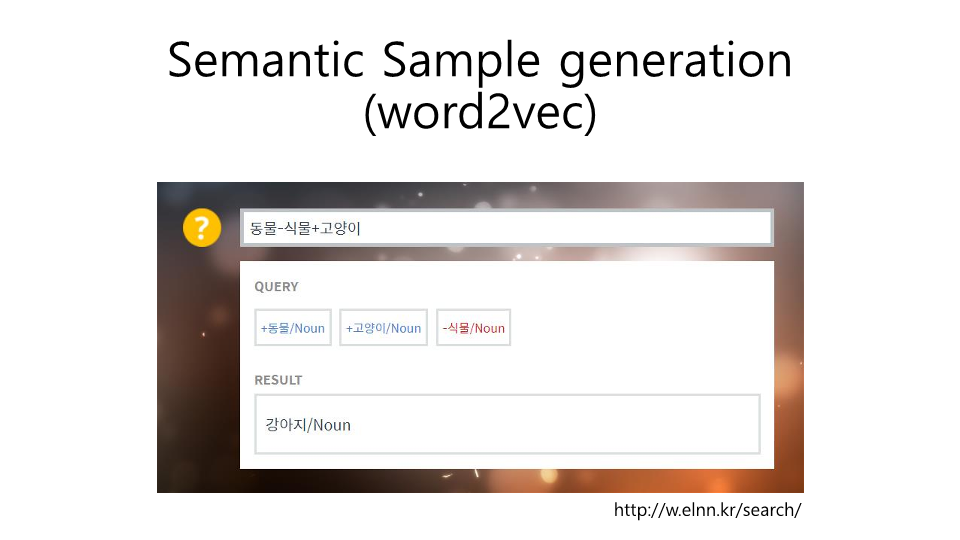 Semantic Sample generation
(word2vec)
?
동물-식물+고양이
QUERY
+동물/Noun +고양이/Noun -식물/Noun
RESULT
강아지/Noun
http://w.elnn.kr/search/